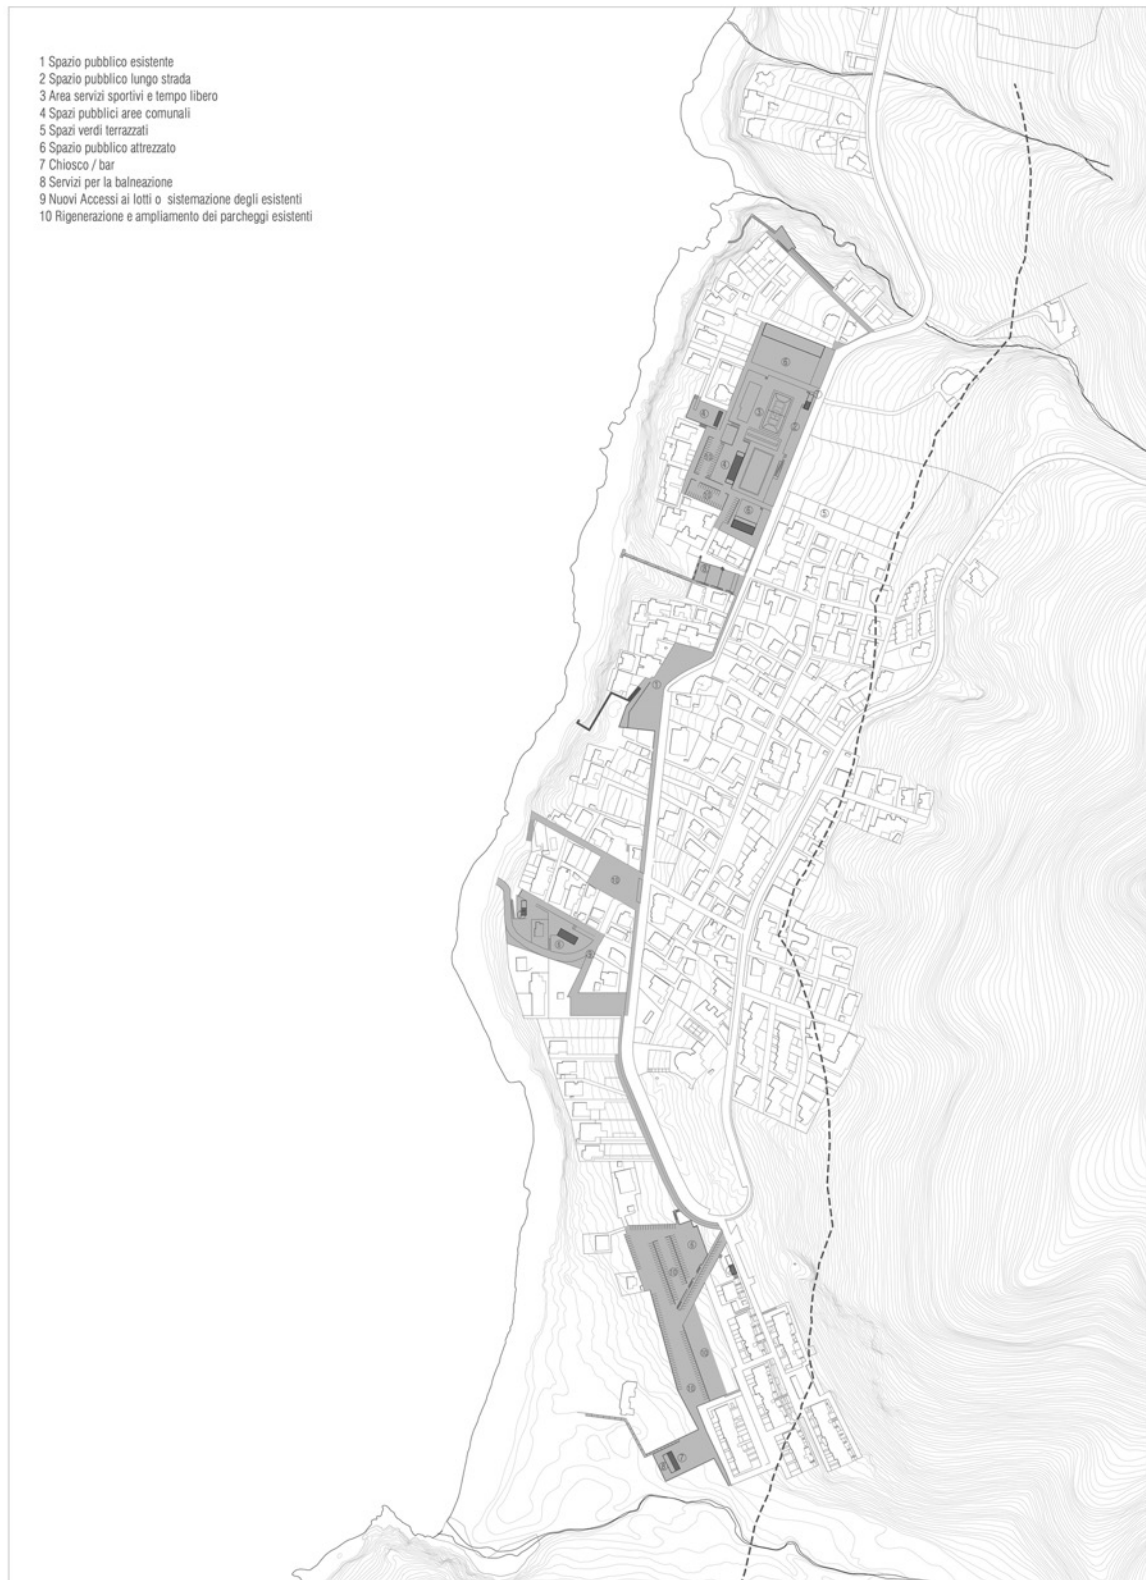 1 Spazio pubblico esistente
2 Spazio pubblico lungo strada
3 Area servizi sportivi e tempo libero
4 Spazi pubblici aree comunali
5 Spazi verdi terrazzati
6 Spazio pubblico attrezzato
7 Chiosco / bar
8 Servizi per la balneazione
9 Nuovi Accessi ai lotti o  sistemazione degli esistenti
10 Rigenerazione e ampliamento dei parcheggi esistenti